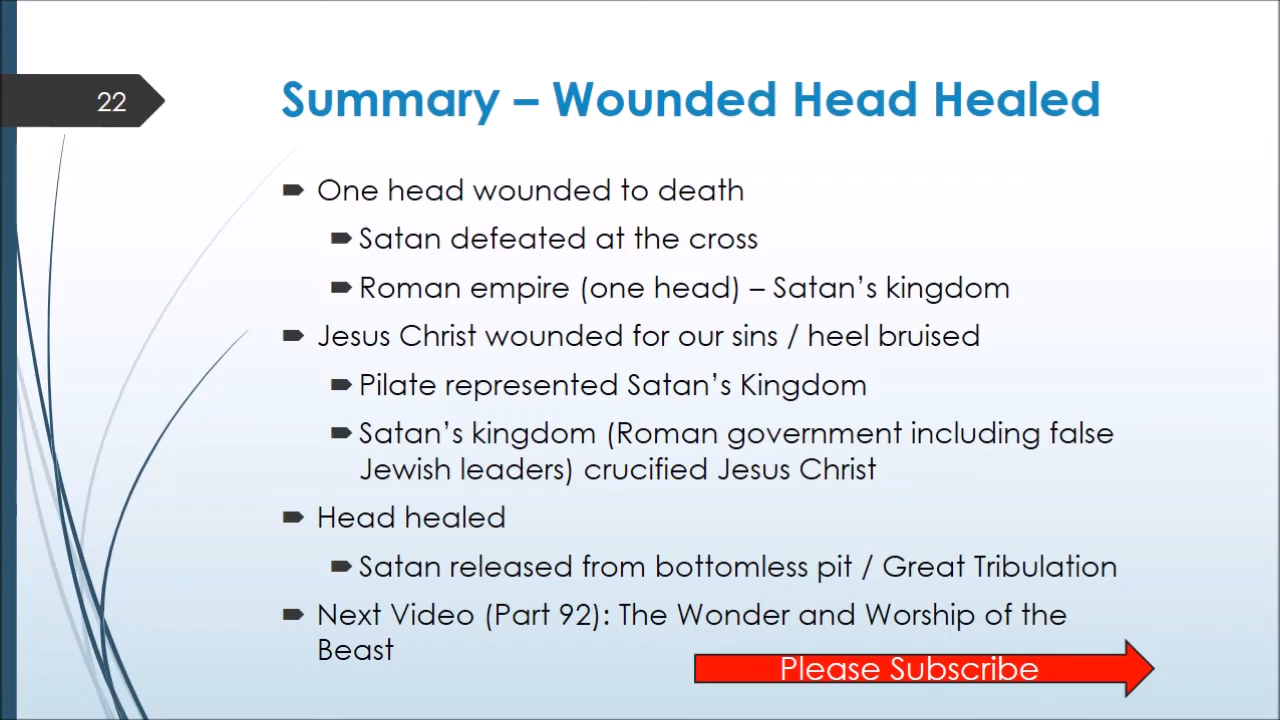 22
Summary – Wounded Head Healed
One head wounded to death
Satan defeated at the cross
Roman empire (one head) – Satan's kingdom
Jesus Christ wounded for our sins / heel bruised
Pilate represented Satan's Kingdom
Satan's kingdom (Roman government including false
Jewish leaders) crucified Jesus Christ
Head healed
Satan released from bottomless pit / Great Tribulation
Next Video (Part 92): The Wonder and Worship of the
Beast
Please Subscribe